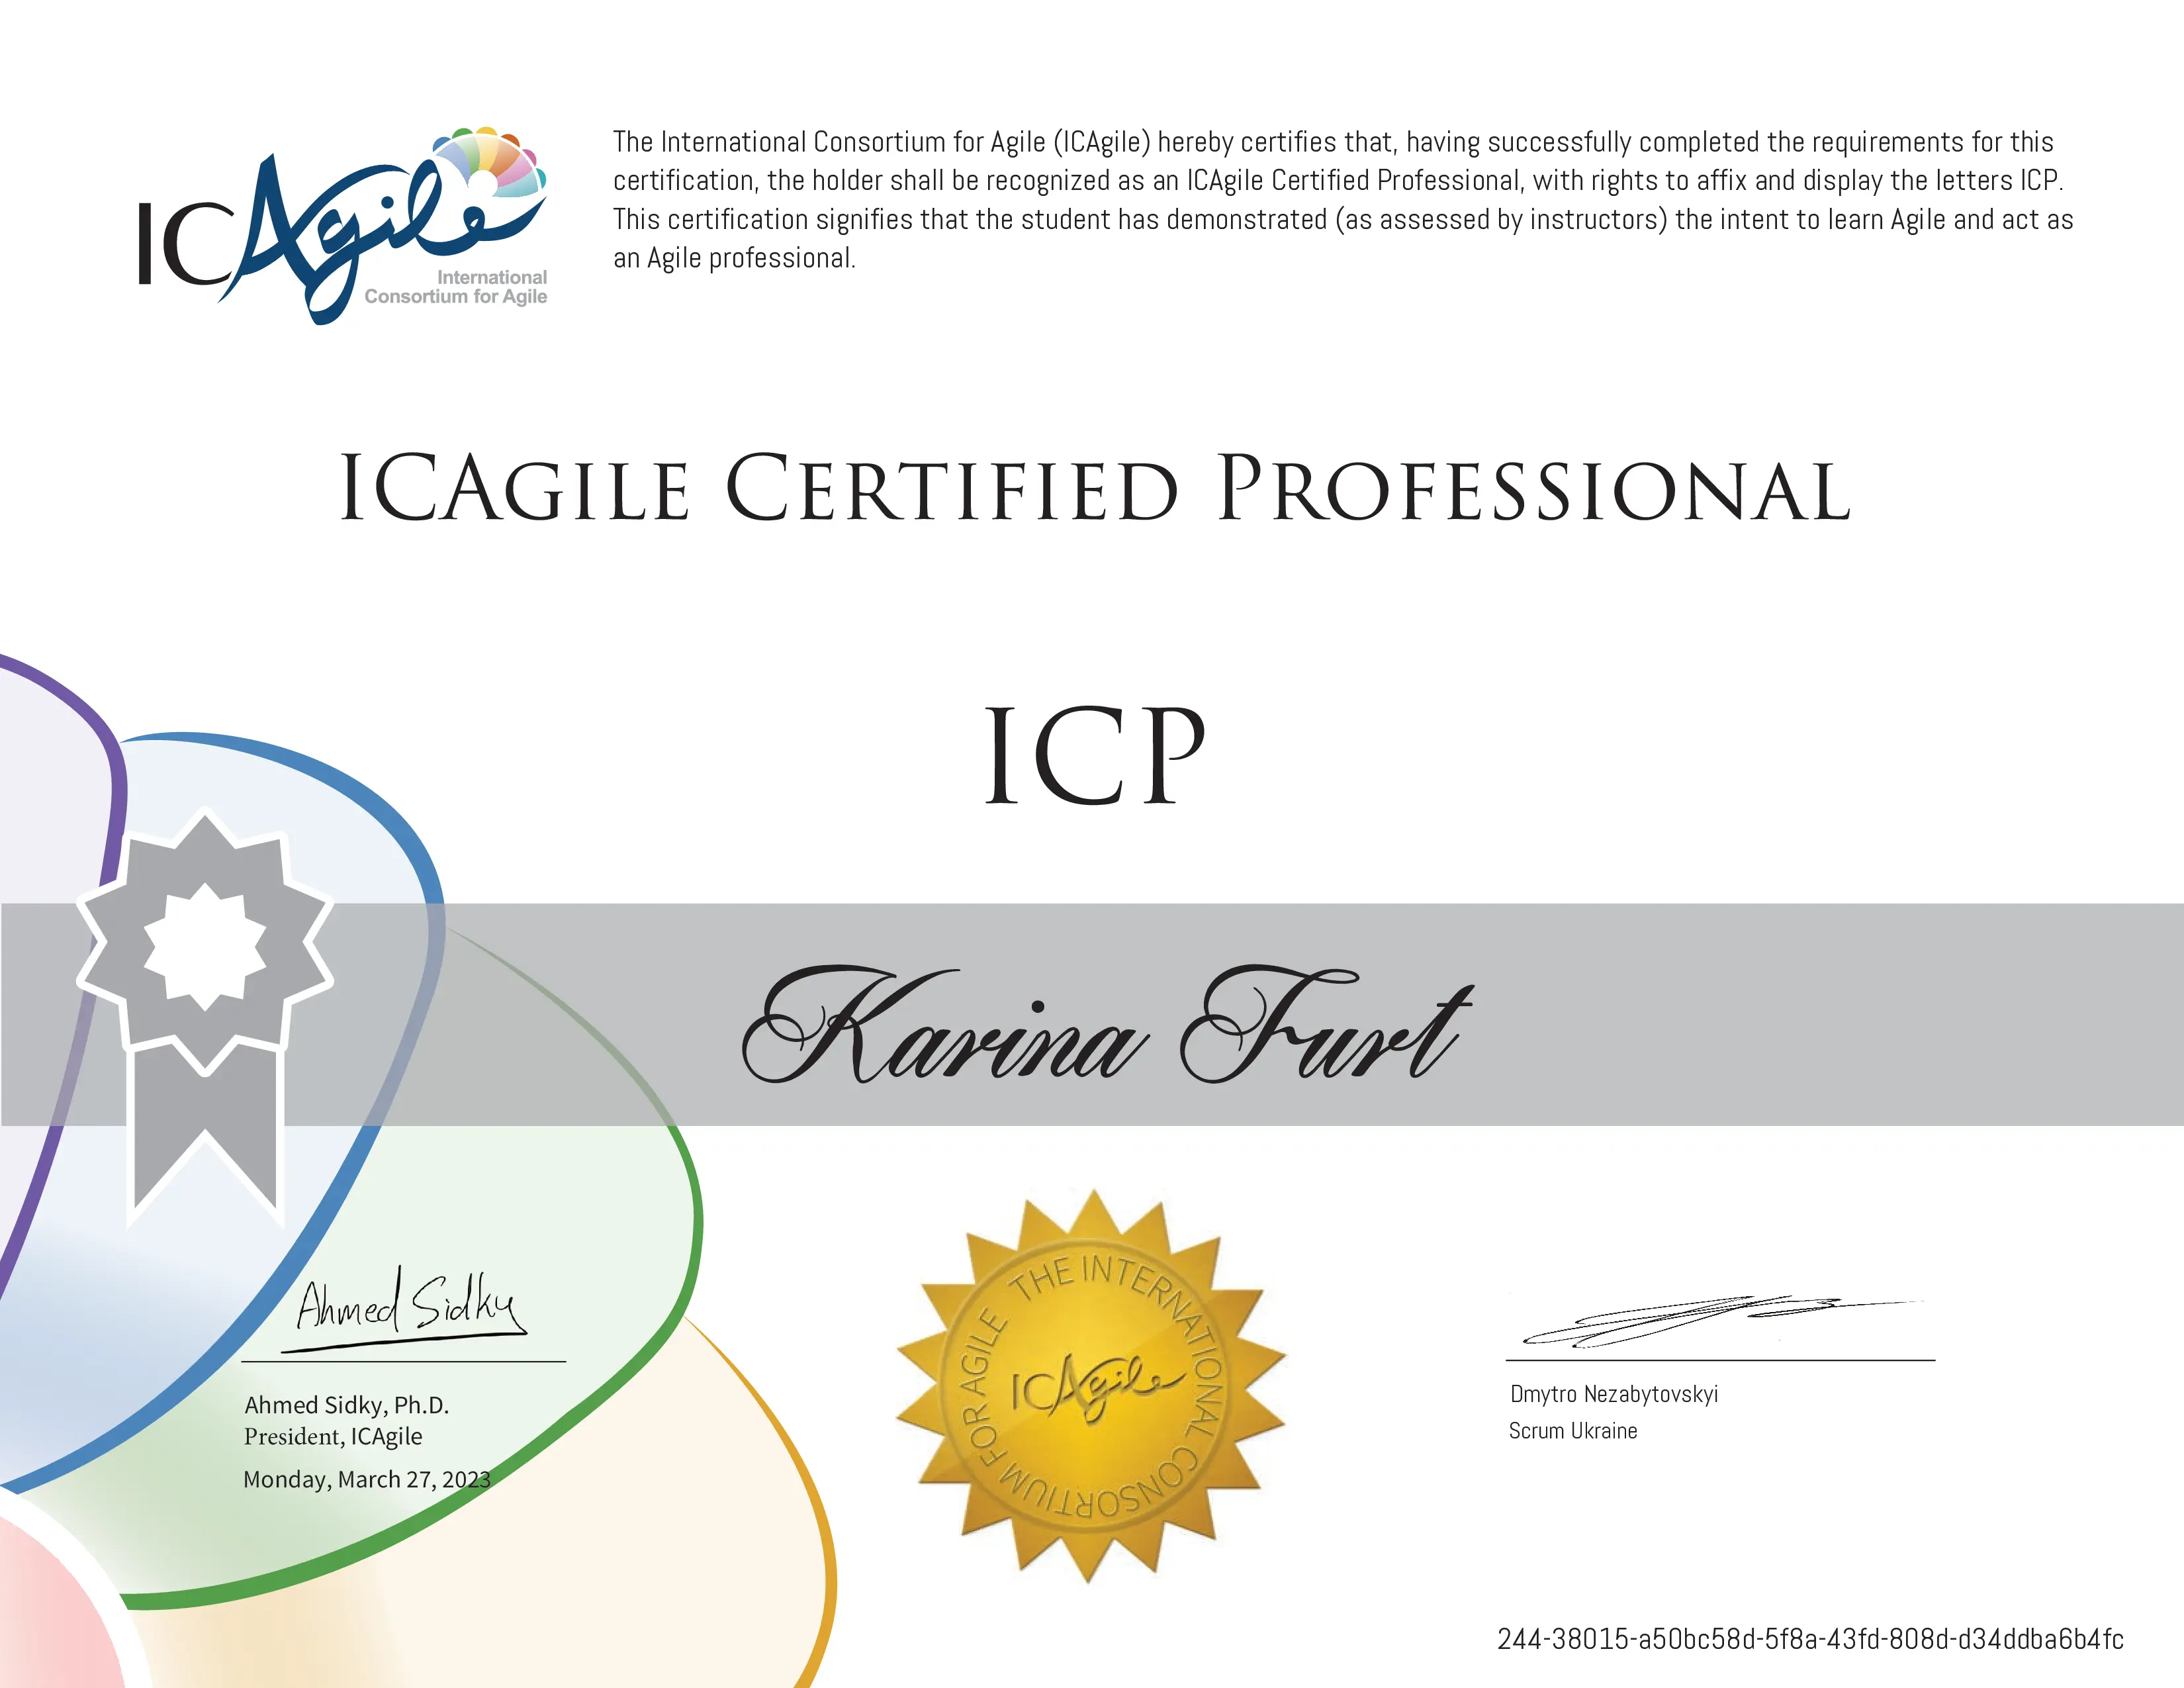 ICAgile
International
Consortium for Agile
The International Consortium for Agile (ICAgile) hereby certifies that, having successfully completed the requirements for this
certification, the holder shall be recognized as an ICAgile Certified Professional, with rights to affix and display the letters ICP.
This certification signifies that the student has demonstrated (as assessed by instructors) the intent to learn Agile and act as
an Agile professional.
ICAgile Certified Professional
ICP
Karina Furt
Ahmed Sidky
Ahmed Sidky, Ph.D.
President, ICAgile
Monday, March 27, 2023
THE INTERNATIONAL CONSORTIUM FOR AGILE
ICAgile
Dmytro Nezabytovskyi
Scrum Ukraine
244-38015-a50bc58d-5f8a-43fd-808d-d34ddba6b4fc